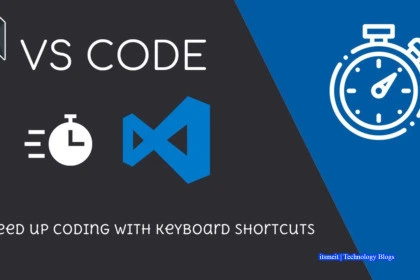 VS CODE
EED UP CODING WITH KEYBOARD SHORTCUTS
itsmeit | Technology Blogs